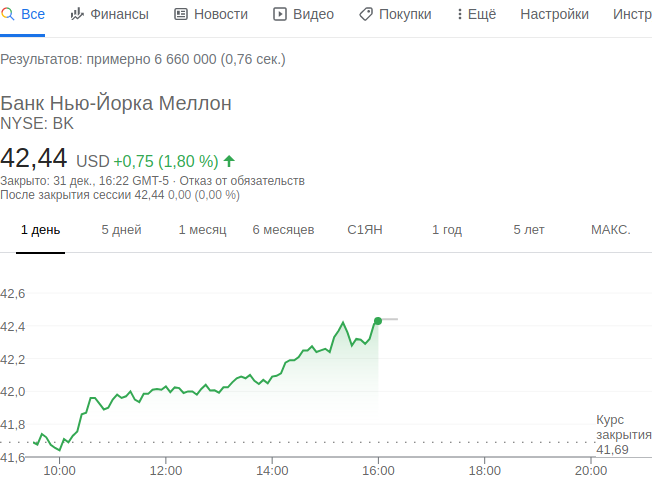 Все Финансы Новости Видео Покупки Ещё Настройки Инстр
Результатов: примерно 6 660 000 (0,76 сек.)
Банк Нью-Йорка Меллон
NYSE: BK
42,44 USD +0,75 (1,80 %)
Закрыто: 31 дек., 16:22 GMT-5 · Отказ от обязательств
После закрытия сессии 42,44 0,00 (0,00 %)
1 день 5 дней 1 месяц 6 месяцев С1ЯН 1 год 5 лет МАКС.
42,6
42,4
42,2
42,0
41,8
41,6
Курс
закрытия
41,69
10:00 12:00 14:00 16:00 18:00 20:00